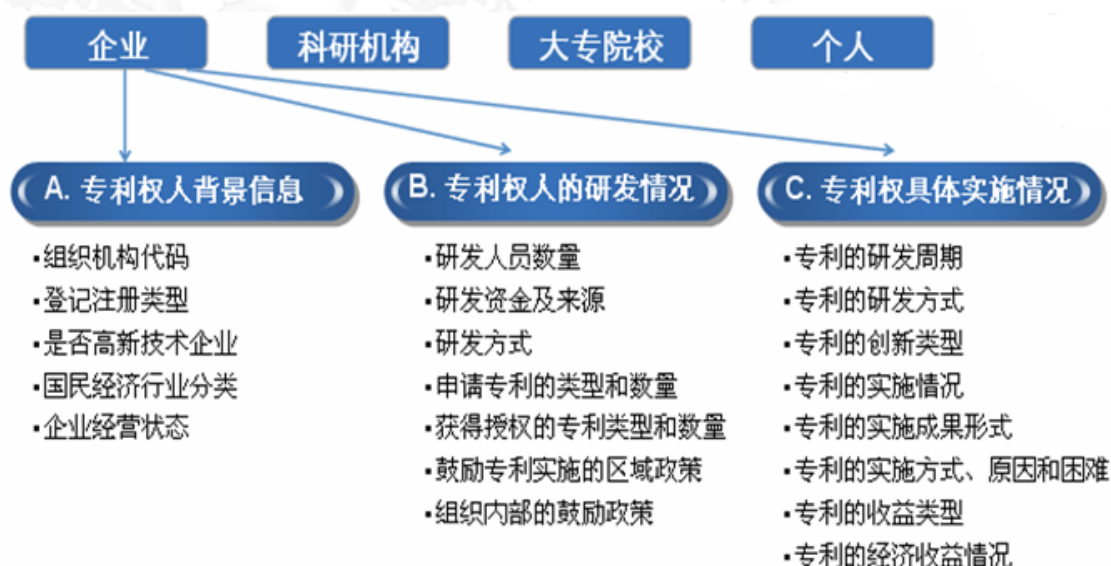 企业
科研机构
大专院校
个人
A. 专利权人背景信息
▪组织机构代码
▪登记注册类型
▪是否高新技术企业
▪国民经济行业分类
▪企业经营状态
B. 专利权人的研发情况
▪研发人员数量
▪研发资金及来源
▪研发方式
▪申请专利的类型和数量
▪获得授权的专利类型和数量
▪鼓励专利实施的区域政策
▪组织内部的鼓励政策
C. 专利权具体实施情况
▪专利的研发周期
▪专利的研发方式
▪专利的创新类型
▪专利的实施情况
▪专利的实施成果形式
▪专利的实施方式、原因和困难
▪专利的收益类型
▪专利的经济收益情况